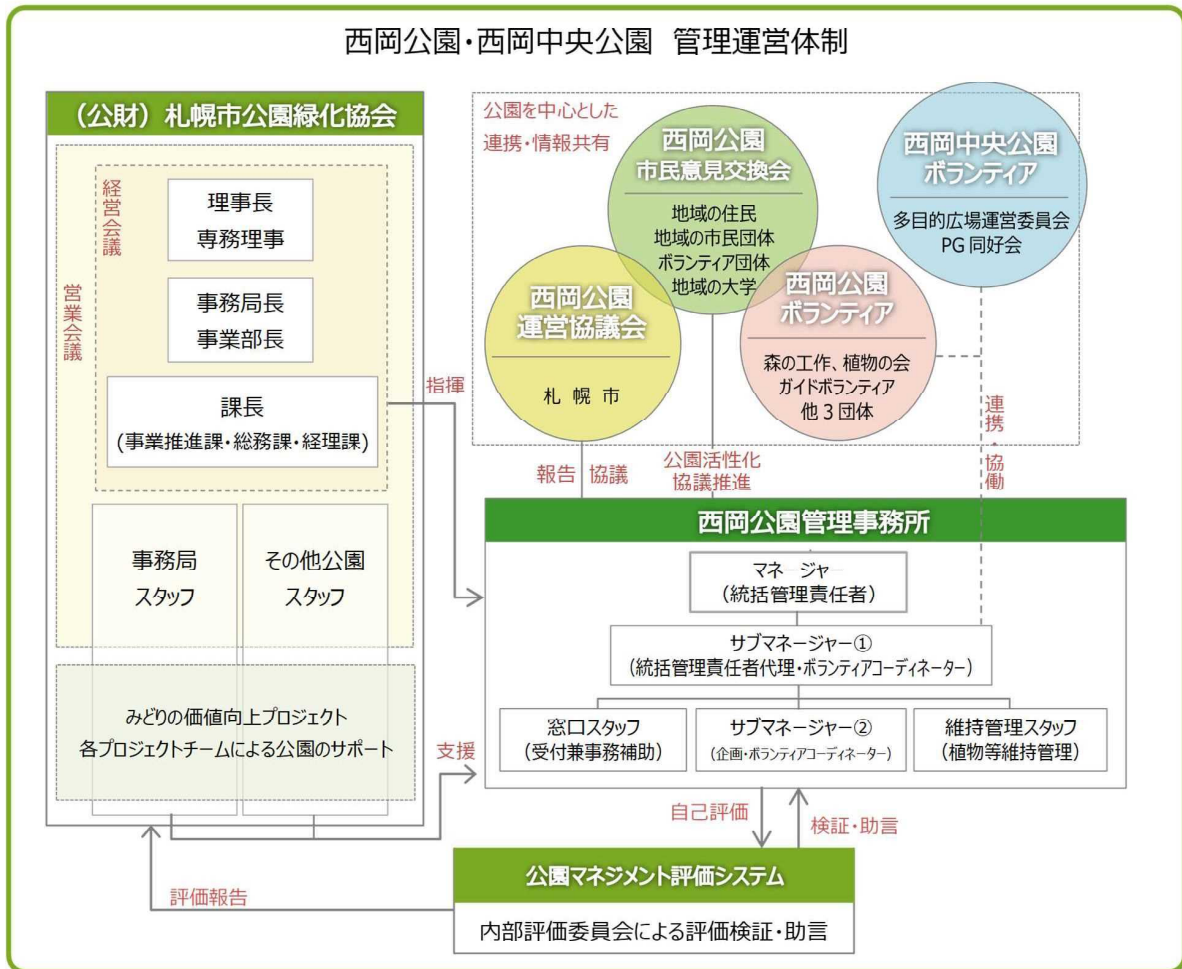 西岡公園・西岡中央公園 管理運営体制
（公財）札幌市公園緑化協会
経営会議
営業会議
理事長
専務理事
事務局長
事業部長
課長
(事業推進課・総務課・経理課)
事務局
スタッフ
その他公園
スタッフ
みどりの価値向上プロジェクト
各プロジェクトチームによる公園のサポート
指揮
支援
評価報告
公園を中心とした
連携・情報共有
西岡公園
市民意見交換会
地域の住民
地域の市民団体
ボランティア団体
地域の大学
西岡中央公園
ボランティア
多目的広場運営委員会
PG同好会
西岡公園
運営協議会
札幌市
西岡公園
ボランティア
森の工作、植物の会
ガイドボランティア
他3団体
報告 協議
公園活性化
協議推進
連携・協働
西岡公園管理事務所
マネージャー
（統括管理責任者）
サブマネージャー①
（統括管理責任者代理・ボランティアコーディネーター）
窓口スタッフ
（受付兼事務補助）
サブマネージャー②
（企画・ボランティアコーディネーター）
維持管理スタッフ
（植物等維持管理）
自己評価
検証・助言
公園マネジメント評価システム
内部評価委員会による評価検証・助言